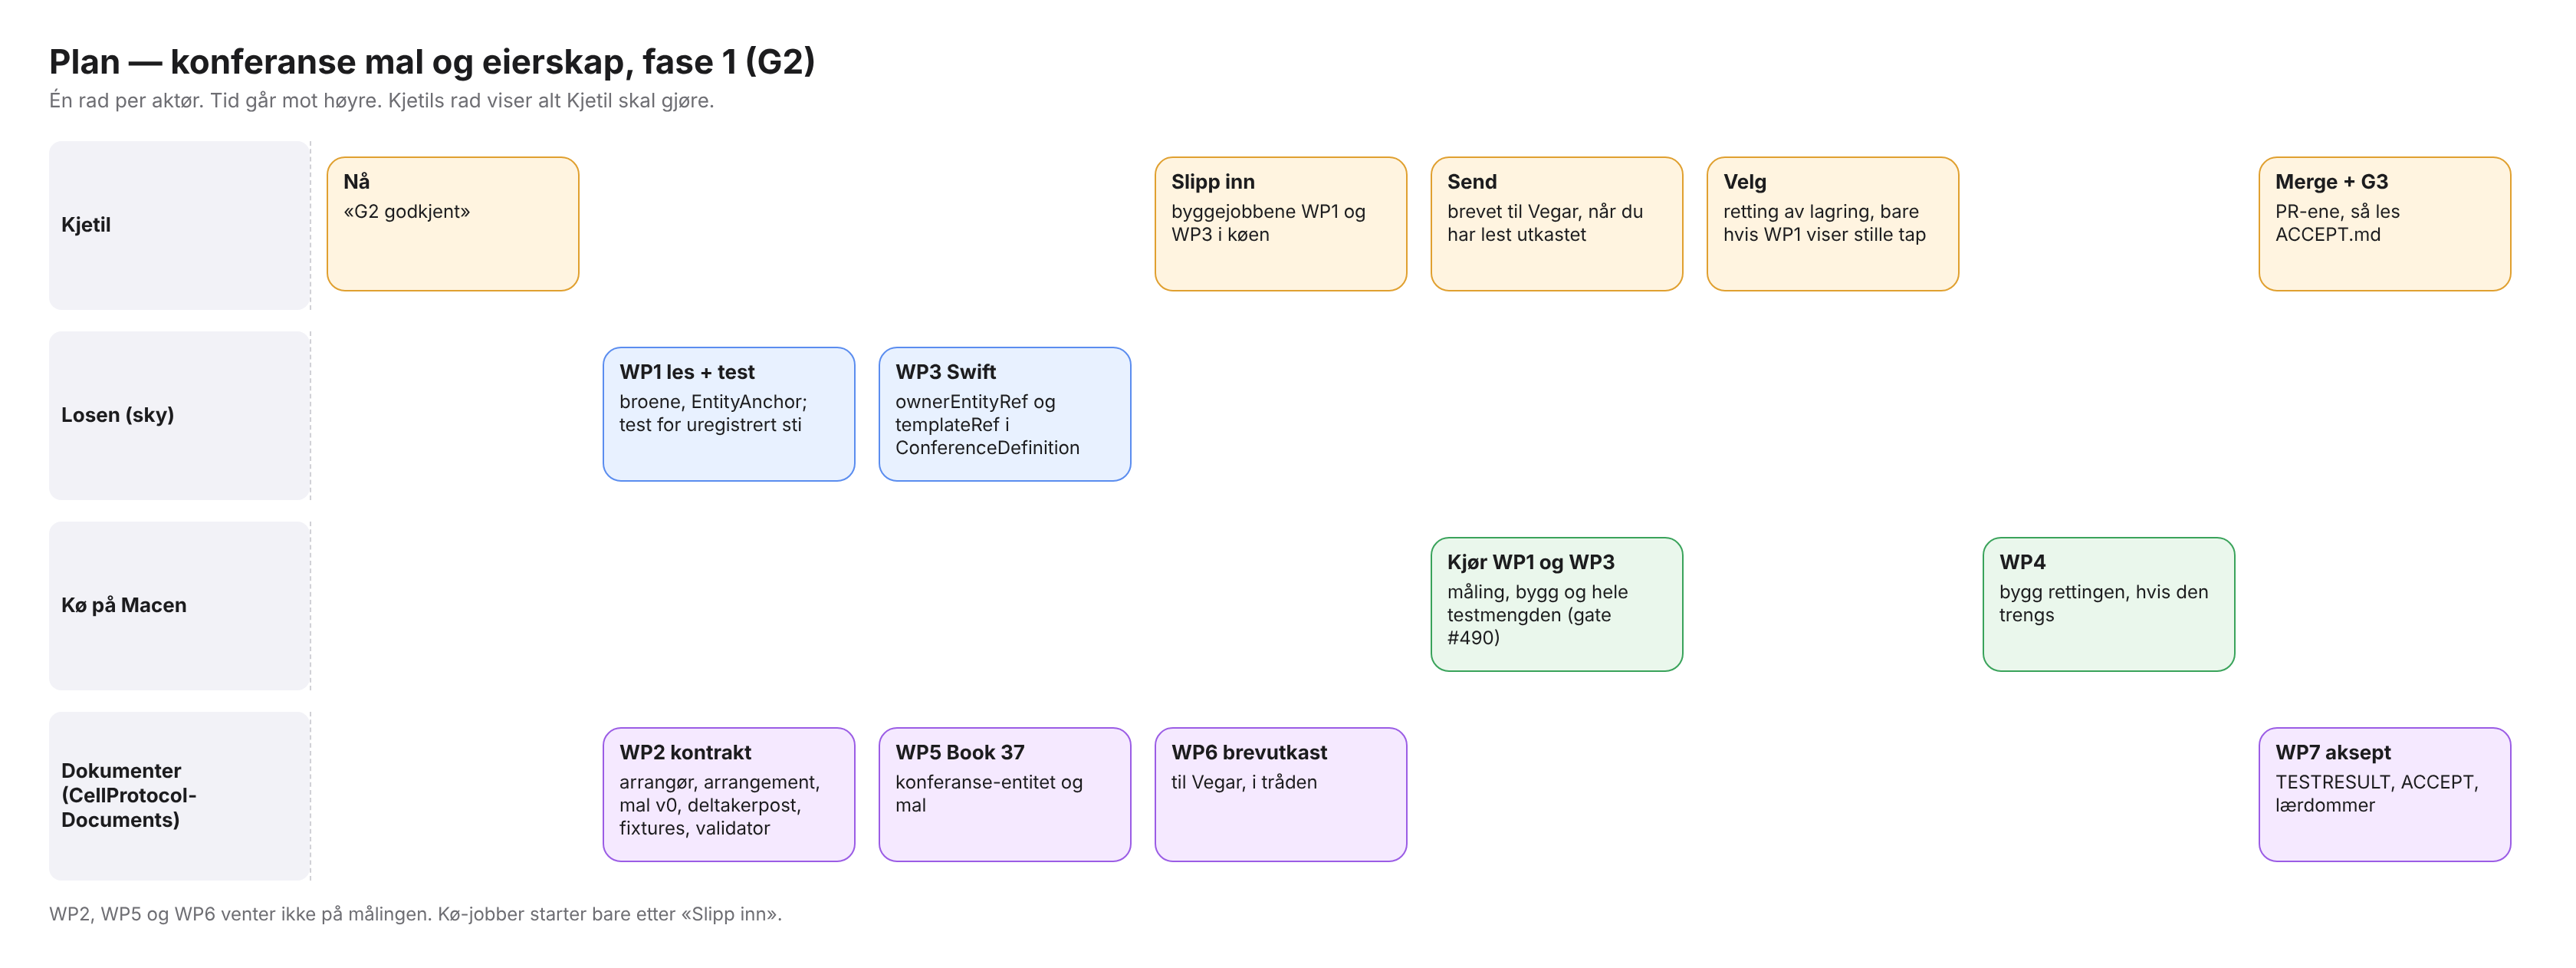 Plan — konferanse mal og eierskap, fase 1 (G2)
Én rad per aktør. Tid går mot høyre. Kjetils rad viser alt Kjetil skal gjøre.
Kjetil
Nå
«G2 godkjent»
Slipp inn
byggejobbene WP1 og
WP3 i køen
Send
brevet til Vegar, når du
har lest utkastet
Velg
retting av lagring, bare
hvis WP1 viser stille tap
Merge + G3
PR-ene, så les
ACCEPT.md
Losen (sky)
WP1 les + test
broene, EntityAnchor;
test for uregistrert sti
WP3 Swift
ownerEntityRef og
templateRef i
ConferenceDefinition
Kø på Macen
Kjør WP1 og WP3
måling, bygg og hele
testmengden (gate
#490)
WP4
bygg rettingen, hvis den
trengs
Dokumenter
(CellProtocol-
Documents)
WP2 kontrakt
arrangør, arrangement,
mal v0, deltakerpost,
fixtures, validator
WP5 Book 37
konferanse-entitet og
mal
WP6 brevutkast
til Vegar, i tråden
WP7 aksept
TESTRESULT, ACCEPT,
lærdommer
WP2, WP5 og WP6 venter ikke på målingen. Kø-jobber starter bare etter «Slipp inn».